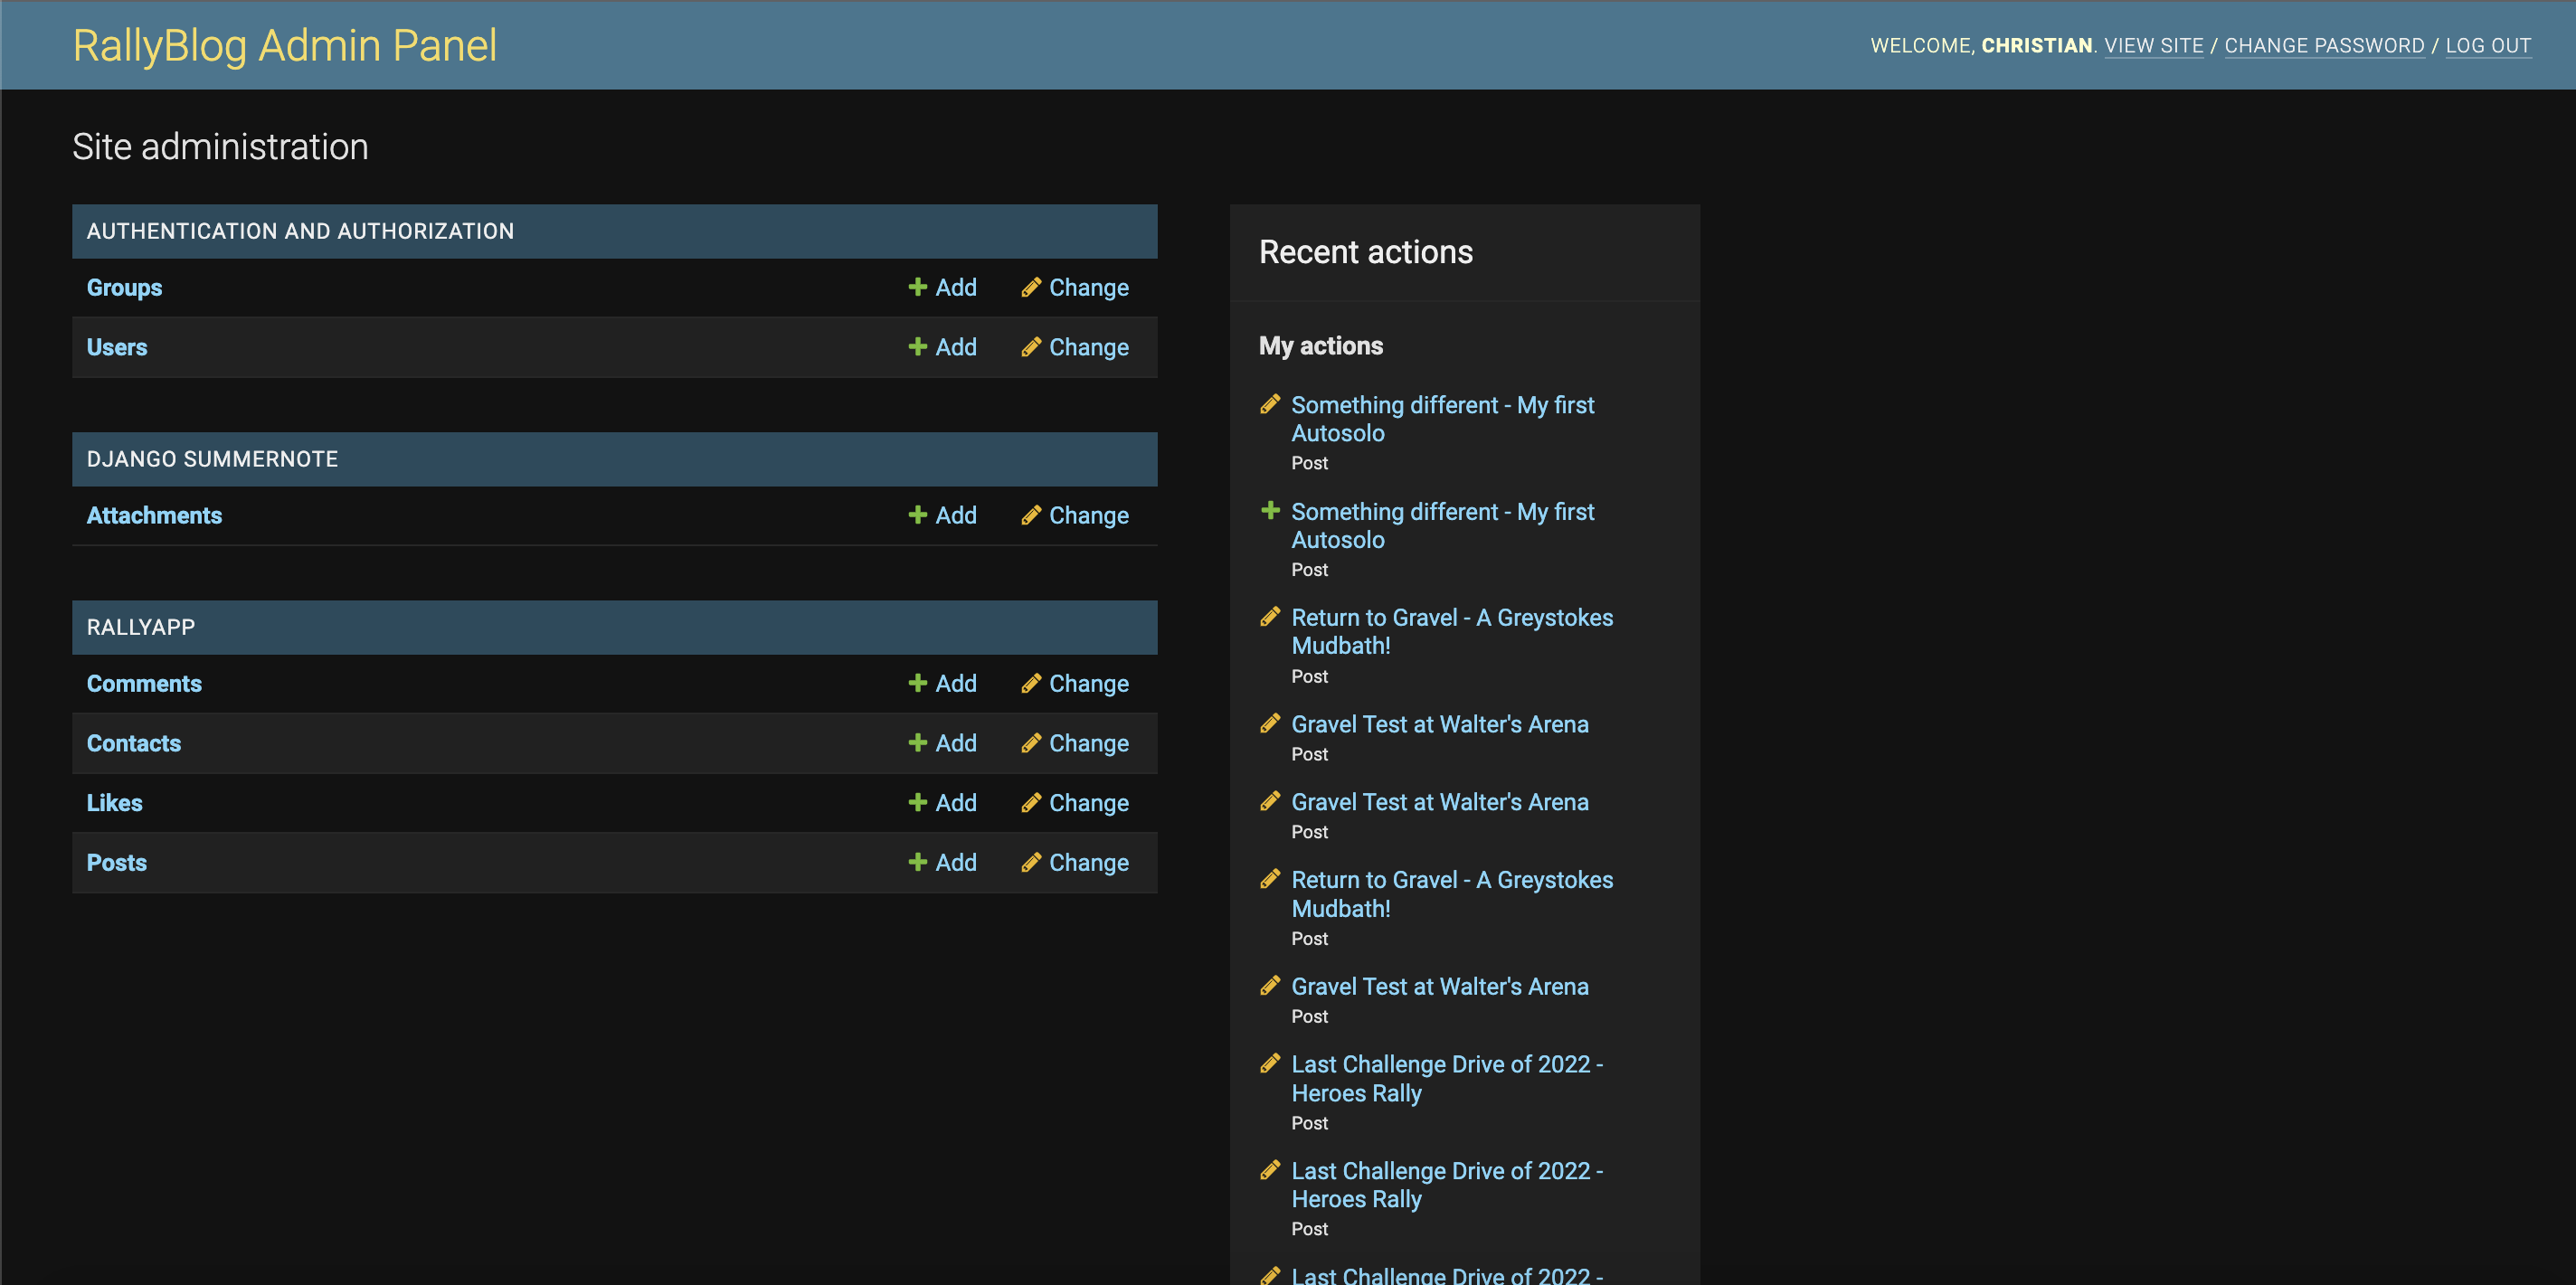 RallyBlog Admin Panel
WELCOME, CHRISTIAN. VIEW SITE / CHANGE PASSWORD / LOG OUT
Site administration
AUTHENTICATION AND AUTHORIZATION
Groups Add Change
Users Add Change
DJANGO SUMMERNOTE
Attachments Add Change
RALLYAPP
Comments Add Change
Contacts Add Change
Likes Add Change
Posts Add Change
Recent actions
My actions
Something different - My first
Autosolo
Post
Something different - My first
Autosolo
Post
Return to Gravel - A Greystokes
Mudbath!
Post
Gravel Test at Walter's Arena
Post
Gravel Test at Walter's Arena
Post
Return to Gravel - A Greystokes
Mudbath!
Post
Gravel Test at Walter's Arena
Post
Last Challenge Drive of 2022 -
Heroes Rally
Post
Last Challenge Drive of 2022 -
Heroes Rally
Post
Last Challenge Drive of 2022 -